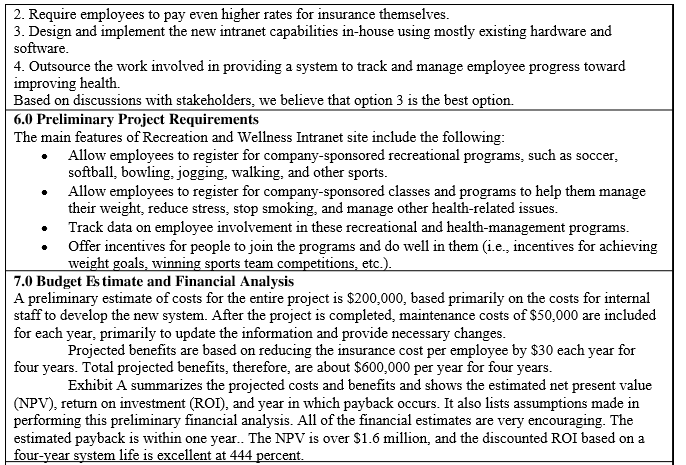 2. Require employees to pay even higher rates for insurance themselves.
3. Design and implement the new intranet capabilities in-house using mostly existing hardware and
software.
4. Outsource the work involved in providing a system to track and manage employee progress toward
improving health.
Based on discussions with stakeholders, we believe that option 3 is the best option.
6.0 Preliminary Project Requirements
The main features of Recreation and Wellness Intranet site include the following:
• Allow employees to register for company-sponsored recreational programs, such as soccer,
softball, bowling, jogging, walking, and other sports.
• Allow employees to register for company-sponsored classes and programs to help them manage
their weight, reduce stress, stop smoking, and manage other health-related issues.
• Track data on employee involvement in these recreational and health-management programs.
• Offer incentives for people to join the programs and do well in them (i.e., incentives for achieving
weight goals, winning sports team competitions, etc.).
7.0 Budget Estimate and Financial Analysis
A preliminary estimate of costs for the entire project is $200,000, based primarily on the costs for internal
staff to develop the new system. After the project is completed, maintenance costs of $50,000 are included
for each year, primarily to update the information and provide necessary changes.
Projected benefits are based on reducing the insurance cost per employee by $30 each year for
four years. Total projected benefits, therefore, are about $600,000 per year for four years.
Exhibit A summarizes the projected costs and benefits and shows the estimated net present value
(NPV), return on investment (ROI), and year in which payback occurs. It also lists assumptions made in
performing this preliminary financial analysis. All of the financial estimates are very encouraging. The
estimated payback is within one year.. The NPV is over $1.6 million, and the discounted ROI based on a
four-year system life is excellent at 444 percent.